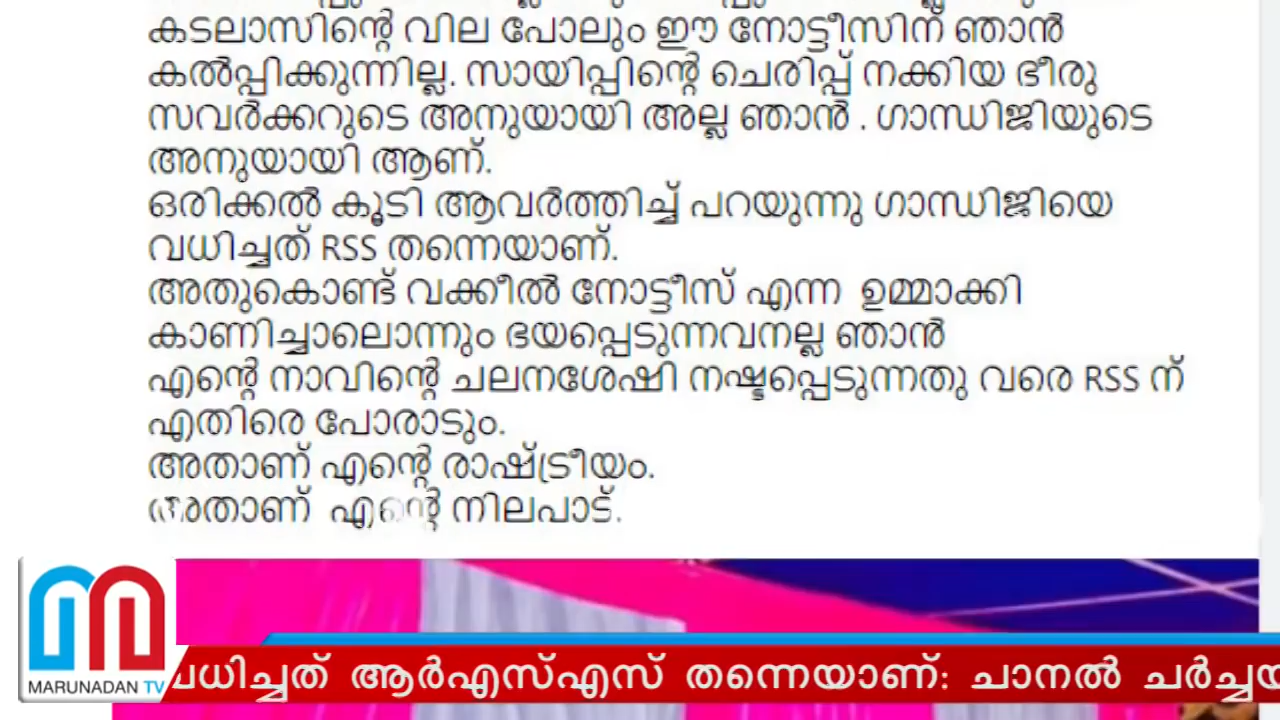 കടലാസിന്റെ വില പോലും ഈ നോട്ടീസിന് ഞാൻ
കൽപ്പിക്കുന്നില്ല. സായിപ്പിന്റെ ചെരിപ്പ് നക്കിയ ഭീരു
സവർക്കറുടെ അനുയായി അല്ല ഞാൻ . ഗാന്ധിജിയുടെ
അനുയായി ആണ്.
ഒരിക്കൽ കൂടി ആവർത്തിച്ച് പറയുന്നു ഗാന്ധിജിയെ
വധിച്ചത് RSS തന്നെയാണ്.
അതുകൊണ്ട് വക്കീൽ നോട്ടീസ് എന്ന ഉമ്മാക്കി
കാണിച്ചാലൊന്നും ഭയപ്പെടുന്നവനല്ല ഞാൻ
എന്റെ നാവിന്റെ ചലനശേഷി നഷ്ടപ്പെടുന്നതു വരെ RSS ന്
എതിരെ പോരാടും.
അതാണ് എന്റെ രാഷ്ട്രീയം.
അതാണ് എന്റെ നിലപാട്.
വധിച്ചത് ആർഎസ്എസ് തന്നെയാണ്: ചാനൽ
MARUNADAN TV